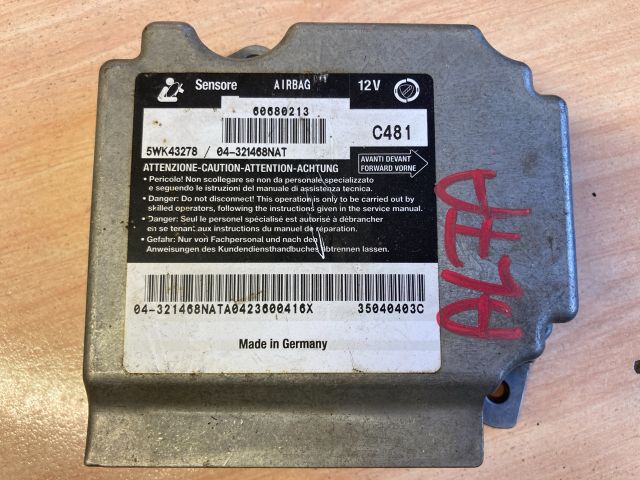 Sensore AIRBAG 12V
60680213
C481
5WK43278 / 04-321468NAT
AVANTI DEVANT
FORWARD VORNE
ATTENZIONE-CAUTION-ATTENTION-ACHTUNG
• Pericolo! Non scollegare se non da personale specializzato
e seguendo le istruzioni del manuale di assistenza tecnica.
• Danger: Do not disconnect! This operation is only to be carried out by
skilled operators, following the instructions given in the service manual.
• Danger: Seul le personel spécialisé est autorisé à débrancher
en se tenant aux instructions du manuel de réparation.
• Gefahr: Nur von Fachpersonal und nach den
Anweisungen des Kundendiensthandbuches abtrennen lassen.
04-321468NATA0423600416X 35040403C
Made in Germany